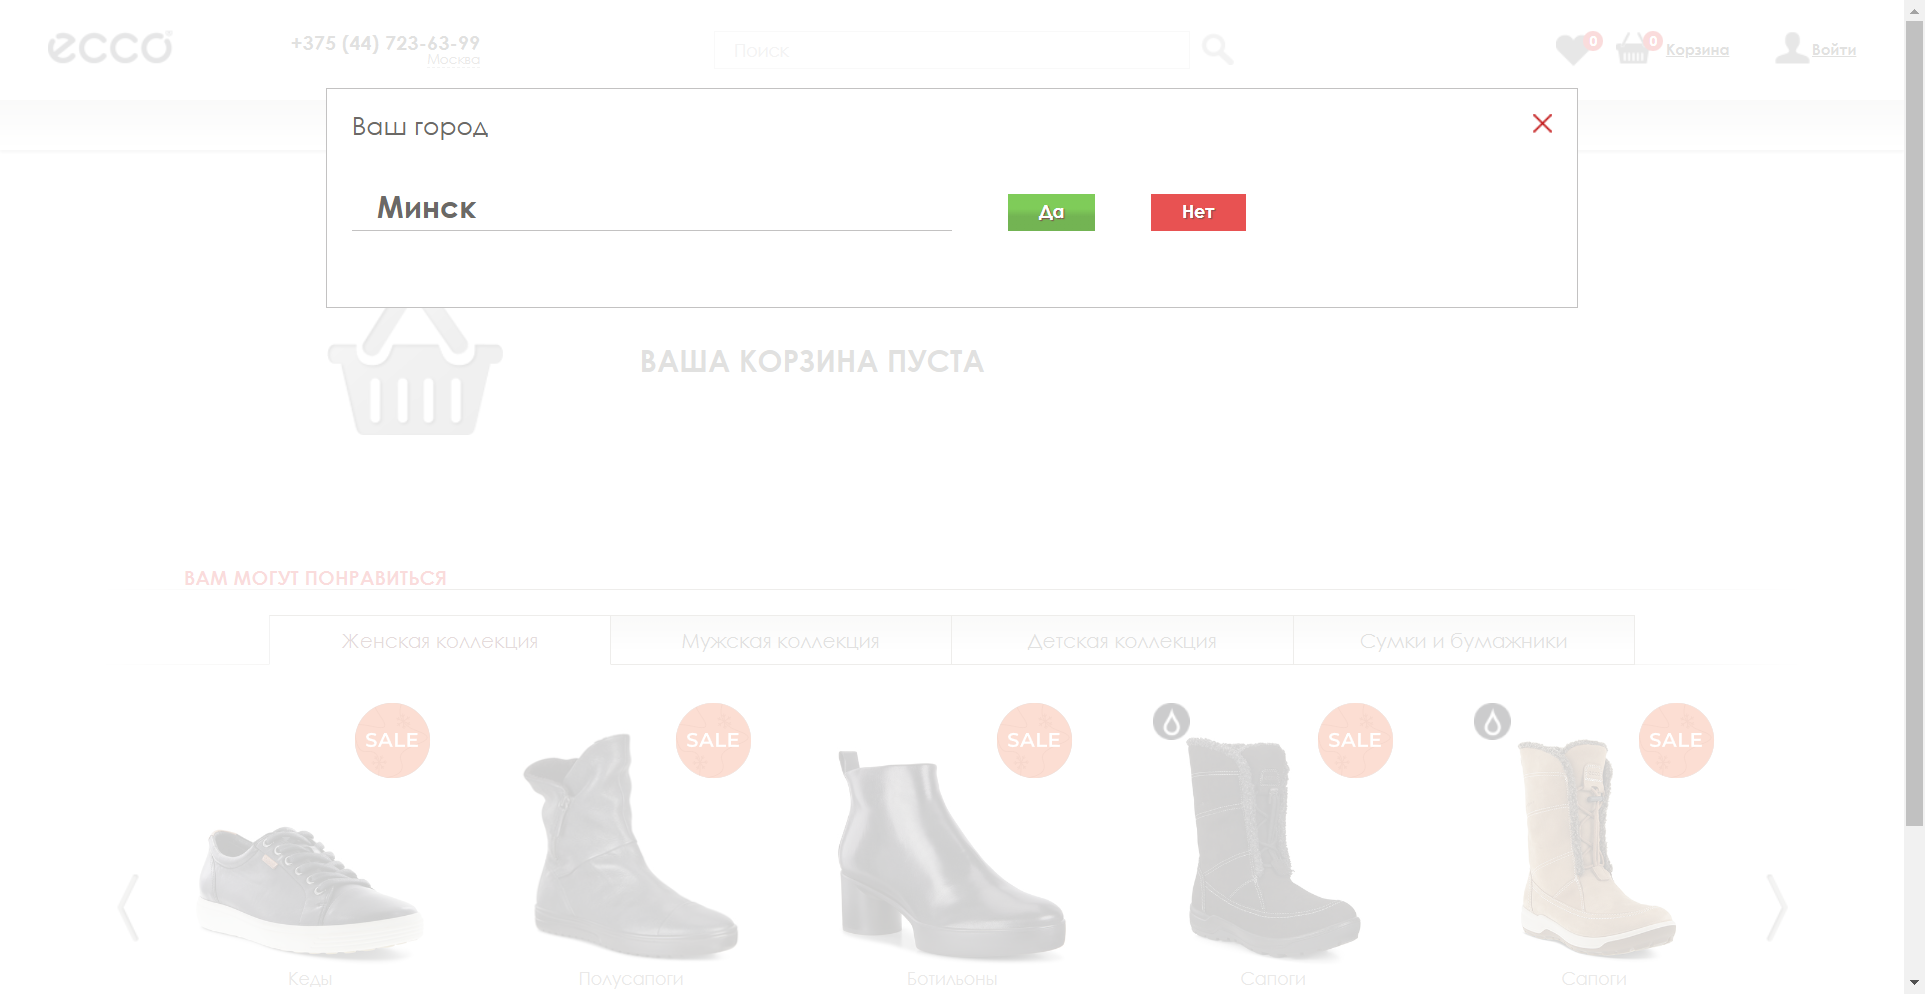 ecco
+375 (44) 723-63-99
Москва
Поиск
0
0
Корзина
Войти
Ваш город
Минск
Да
Нет
ВАША КОРЗИНА ПУСТА
ВАМ МОГУТ ПОНРАВИТЬСЯ
Женская коллекция
Мужская коллекция
Детская коллекция
Сумки и бумажники
SALE
SALE
SALE
SALE
SALE
Кеды
Полусапоги
Ботильоны
Сапоги
Сапоги